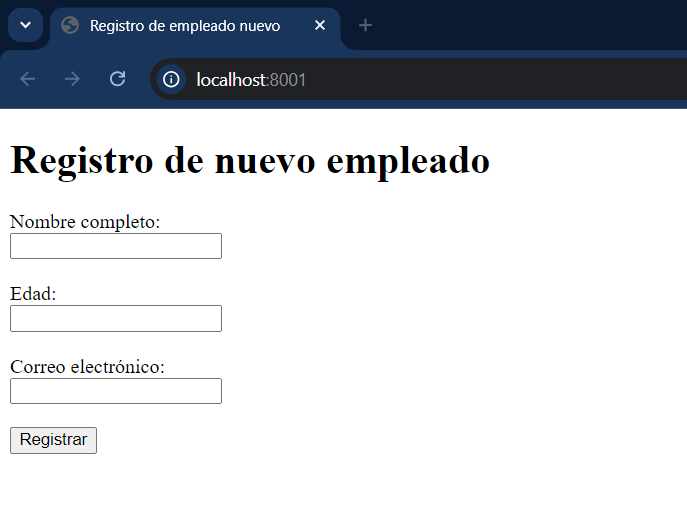 Registro de empleado nuevo
localhost:8001
Registro de nuevo empleado
Nombre completo:
Edad:
Correo electrónico:
Registrar